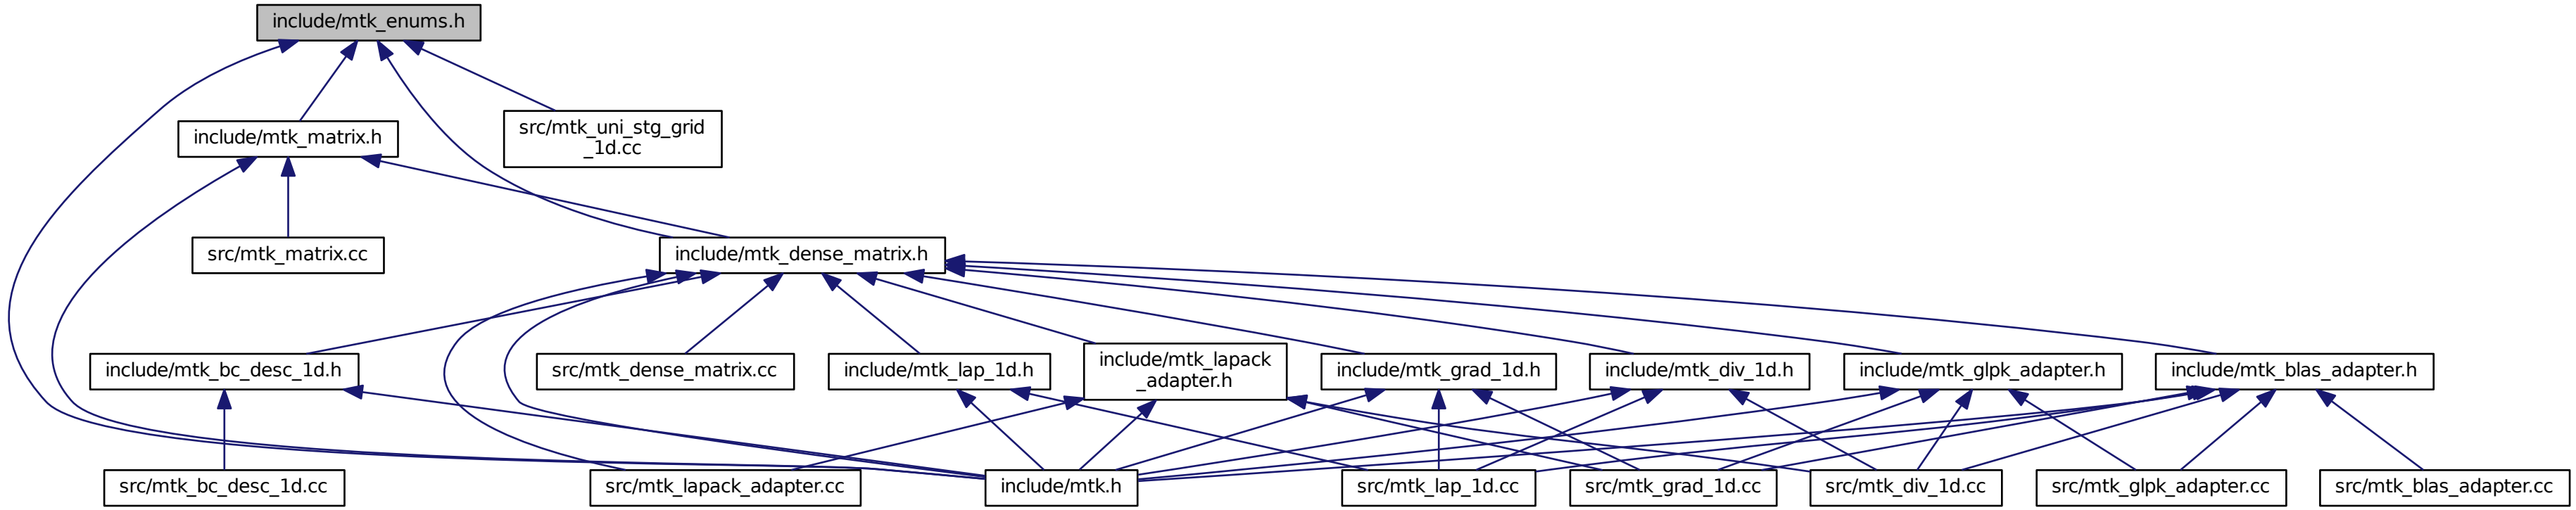 include/mtk_enums.h
src/mtk_uni_stg_grid
_1d.cc
include/mtk_matrix.h
src/mtk_matrix.cc
include/mtk_dense_matrix.h
include/mtk_bc_desc_1d.h
src/mtk_dense_matrix.cc
include/mtk_lap_1d.h
include/mtk_lapack
_adapter.h
include/mtk_grad_1d.h
include/mtk_div_1d.h
include/mtk_glpk_adapter.h
include/mtk_blas_adapter.h
src/mtk_bc_desc_1d.cc
src/mtk_lapack_adapter.cc
include/mtk.h
src/mtk_lap_1d.cc
src/mtk_grad_1d.cc
src/mtk_div_1d.cc
src/mtk_glpk_adapter.cc
src/mtk_blas_adapter.cc